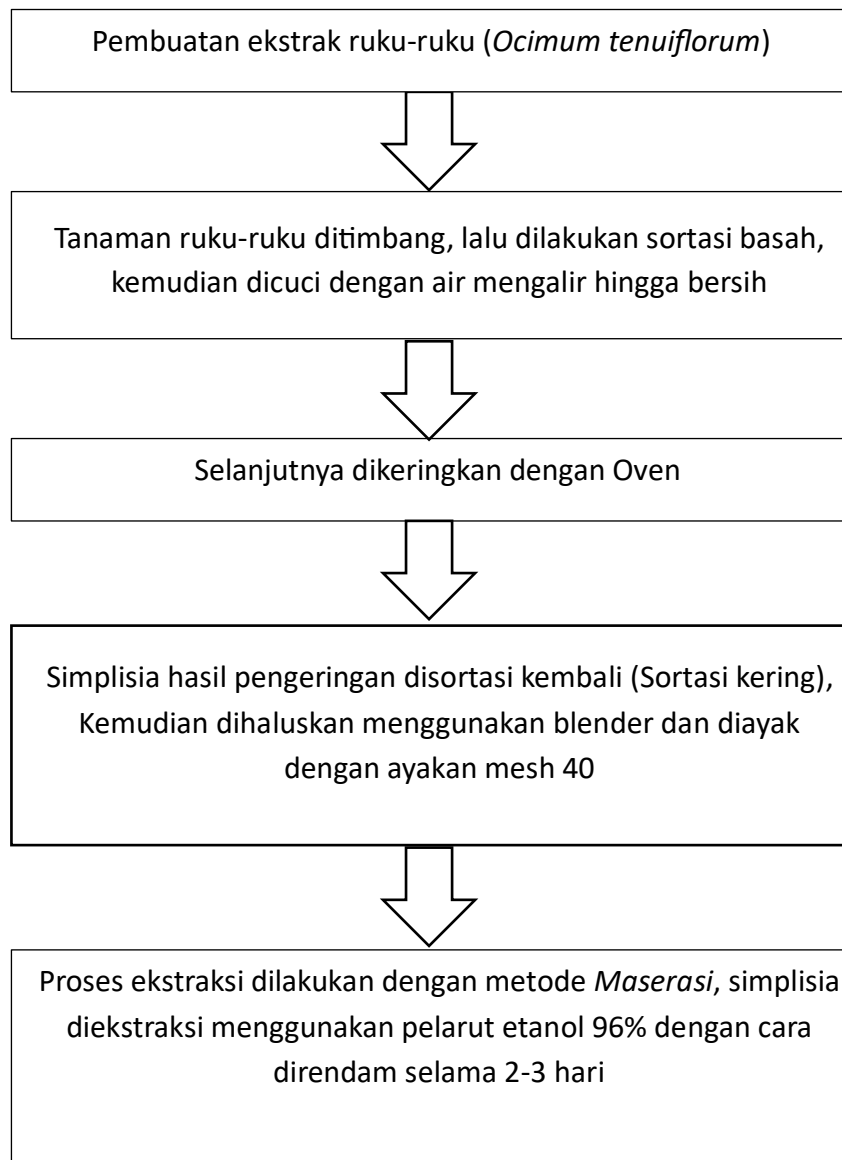 Pembuatan ekstrak ruku-ruku (Ocimum tenuiflorum)
Tanaman ruku-ruku ditimbang, lalu dilakukan sortasi basah,
kemudian dicuci dengan air mengalir hingga bersih
Selanjutnya dikeringkan dengan Oven
Simplisia hasil pengeringan disortasi kembali (Sortasi kering),
Kemudian dihaluskan menggunakan blender dan diayak
dengan ayakan mesh 40
Proses ekstraksi dilakukan dengan metode Maserasi, simplisia
diekstraksi menggunakan pelarut etanol 96% dengan cara
direndam selama 2-3 hari